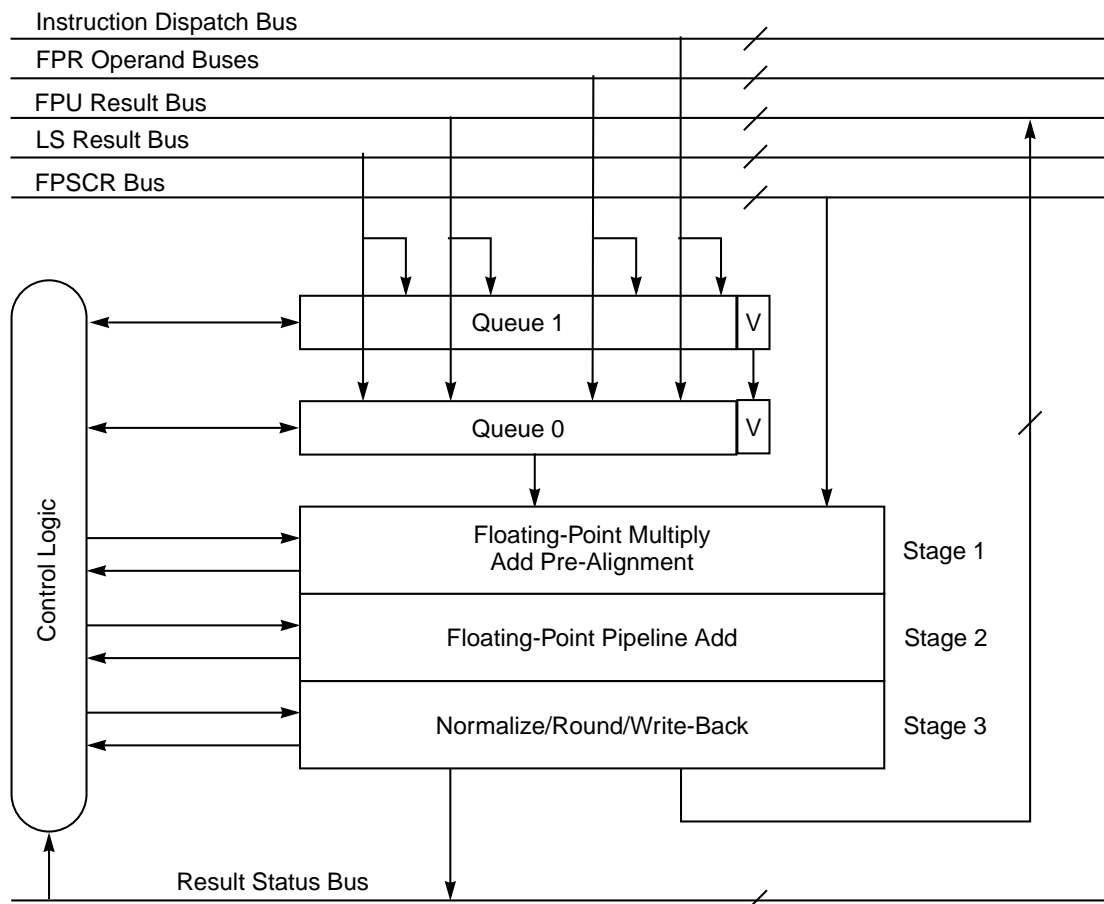 Instruction Dispatch Bus
FPR Operand Buses
FPU Result Bus
LS Result Bus
FPSCR Bus
Queue 1
V
Queue 0
V
Control Logic
Floating-Point Multiply
Add Pre-Alignment
Stage 1
Floating-Point Pipeline Add
Stage 2
Normalize/Round/Write-Back
Stage 3
Result Status Bus